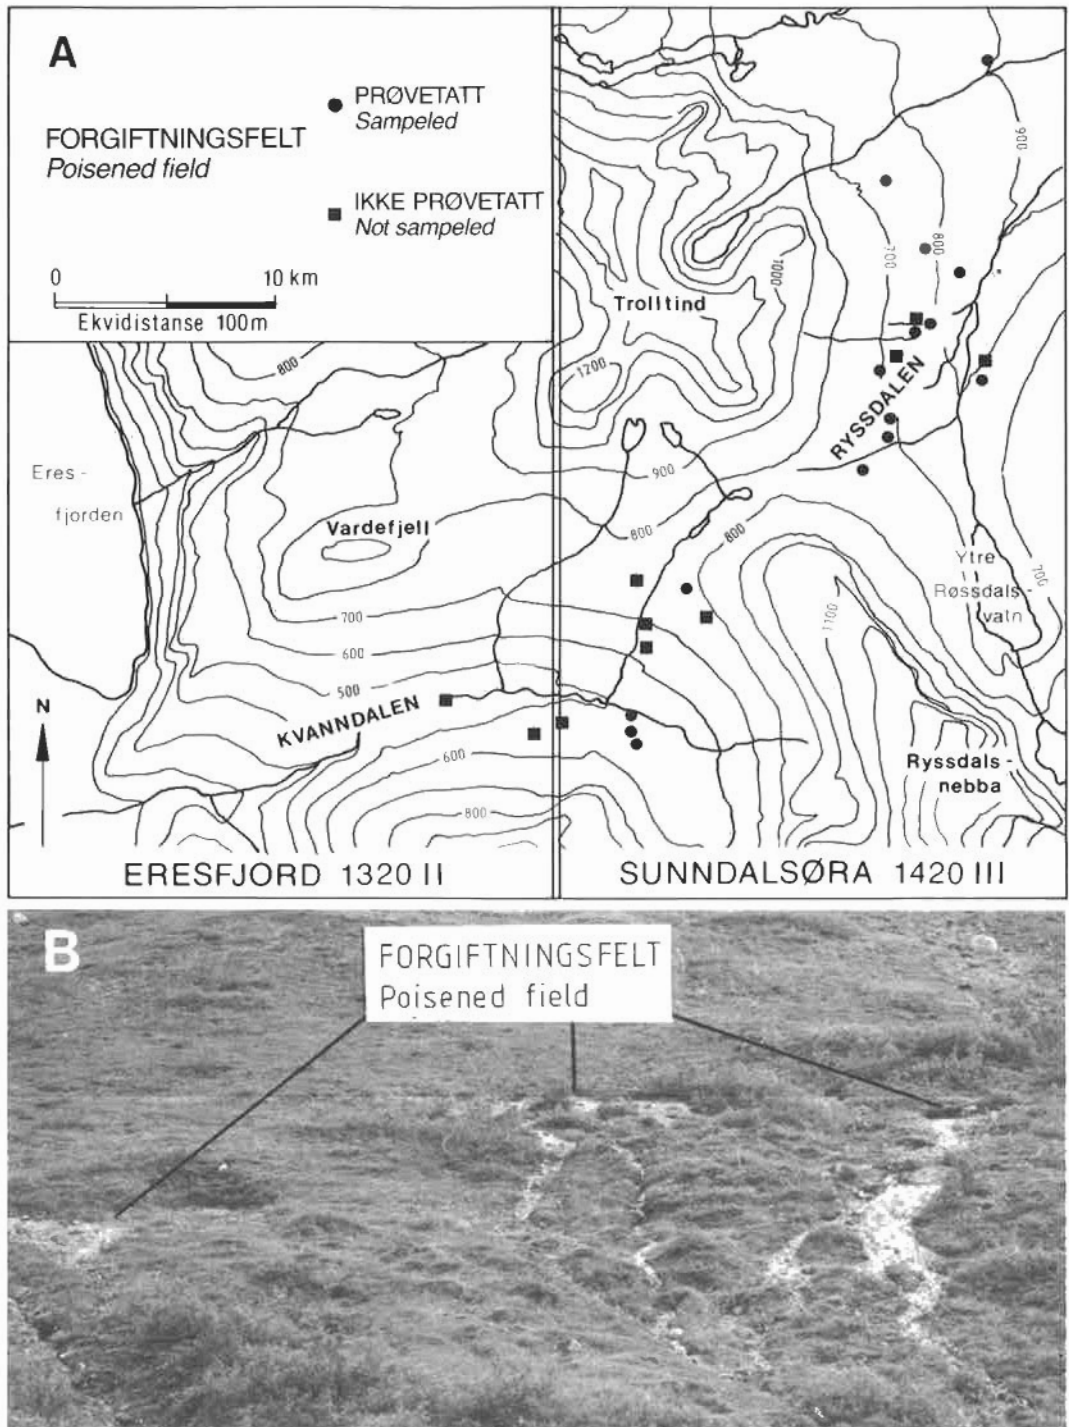 A
FORGIFTNINGSFELT
Poisened field
PRØVETATT
Sampeled
IKKE PRØVETATT
Not sampeled
0 10 km
Ekvidistanse 100m
900
800
700
1000
Trolltind
1200
800
RYSSDALEN
Eres-
fjorden
900
Vardefjell
800
800
Ytre
Røssdals-
vatn
700
700
1100
600
500
N
KVANNDALEN
600
Ryssdals-
nebba
800
ERESFJORD 1320 II
SUNNDALSØRA 1420 III
B
FORGIFTNINGSFELT
Poisened field